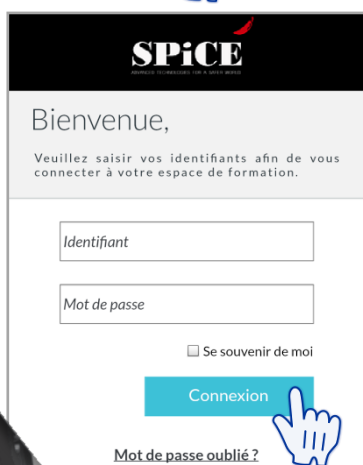 SPiCE
ADVANCED TECHNOLOGIES FOR A SAFER WORLD
Bienvenue,
Veuillez saisir vos identifiants afin de vous
connecter à votre espace de formation.
Identifiant
Mot de passe
Se souvenir de moi
Connexion
Mot de passe oublié ?